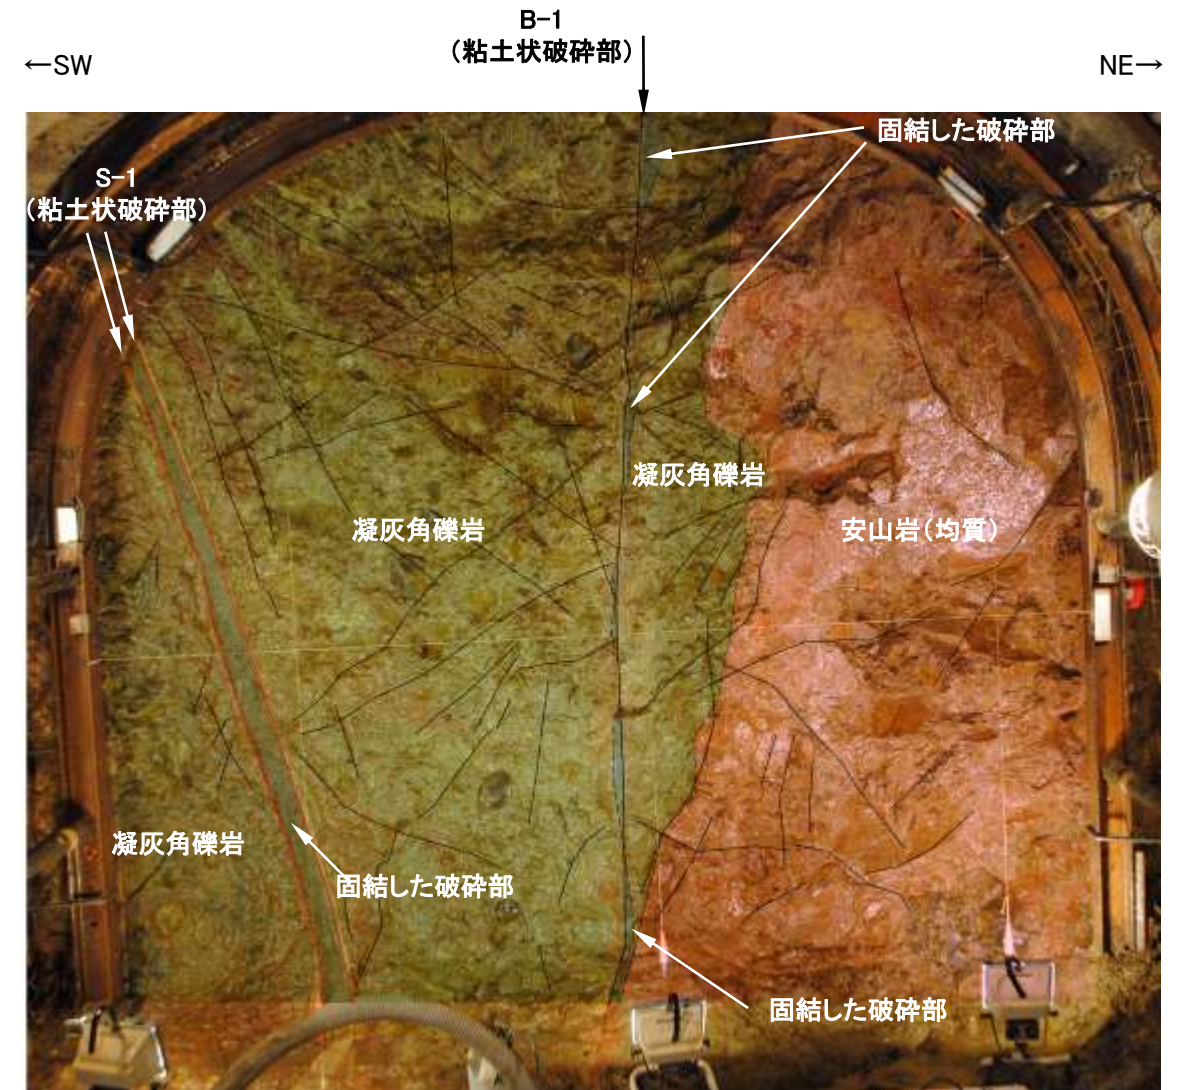 B-1
(粘土状破砕部)
←SW
NE→
固結した破砕部
S-1
(粘土状破砕部)
凝灰角礫岩
凝灰角礫岩
安山岩(均質)
凝灰角礫岩
固結した破砕部
固結した破砕部